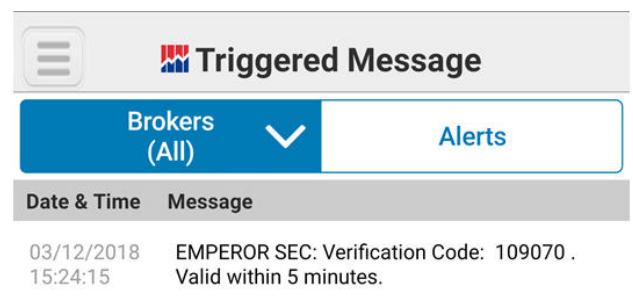 Triggered Message
Brokers
(All)
Alerts
Date & Time Message
03/12/2018 EMPEROR SEC: Verification Code: 109070 .
15:24:15 Valid within 5 minutes.